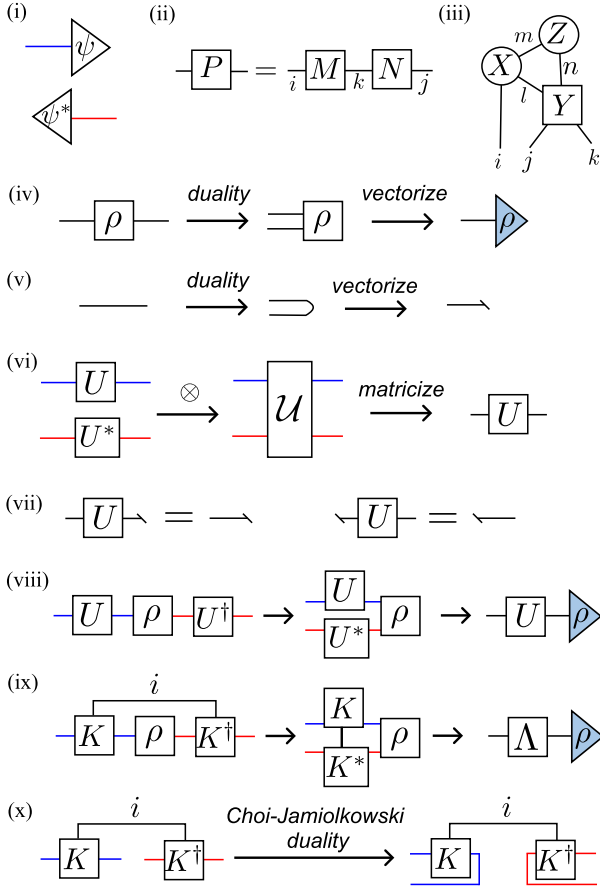 (i)
ψ
ψ*
(ii)
P = i M k N j
(iii)
m Z
X n
l Y
i j k
(iv)
ρ duality ρ vectorize ρ
(v)
duality vectorize
(vi)
U
U*
⊗
𝒰
matricize
U
(vii)
U = U =
(viii)
U ρ U† U U* ρ U ρ
(ix)
i
K ρ K† K K* ρ Λ ρ
(x)
i
K K†
Choi-Jamiolkowski
duality
i
K K†